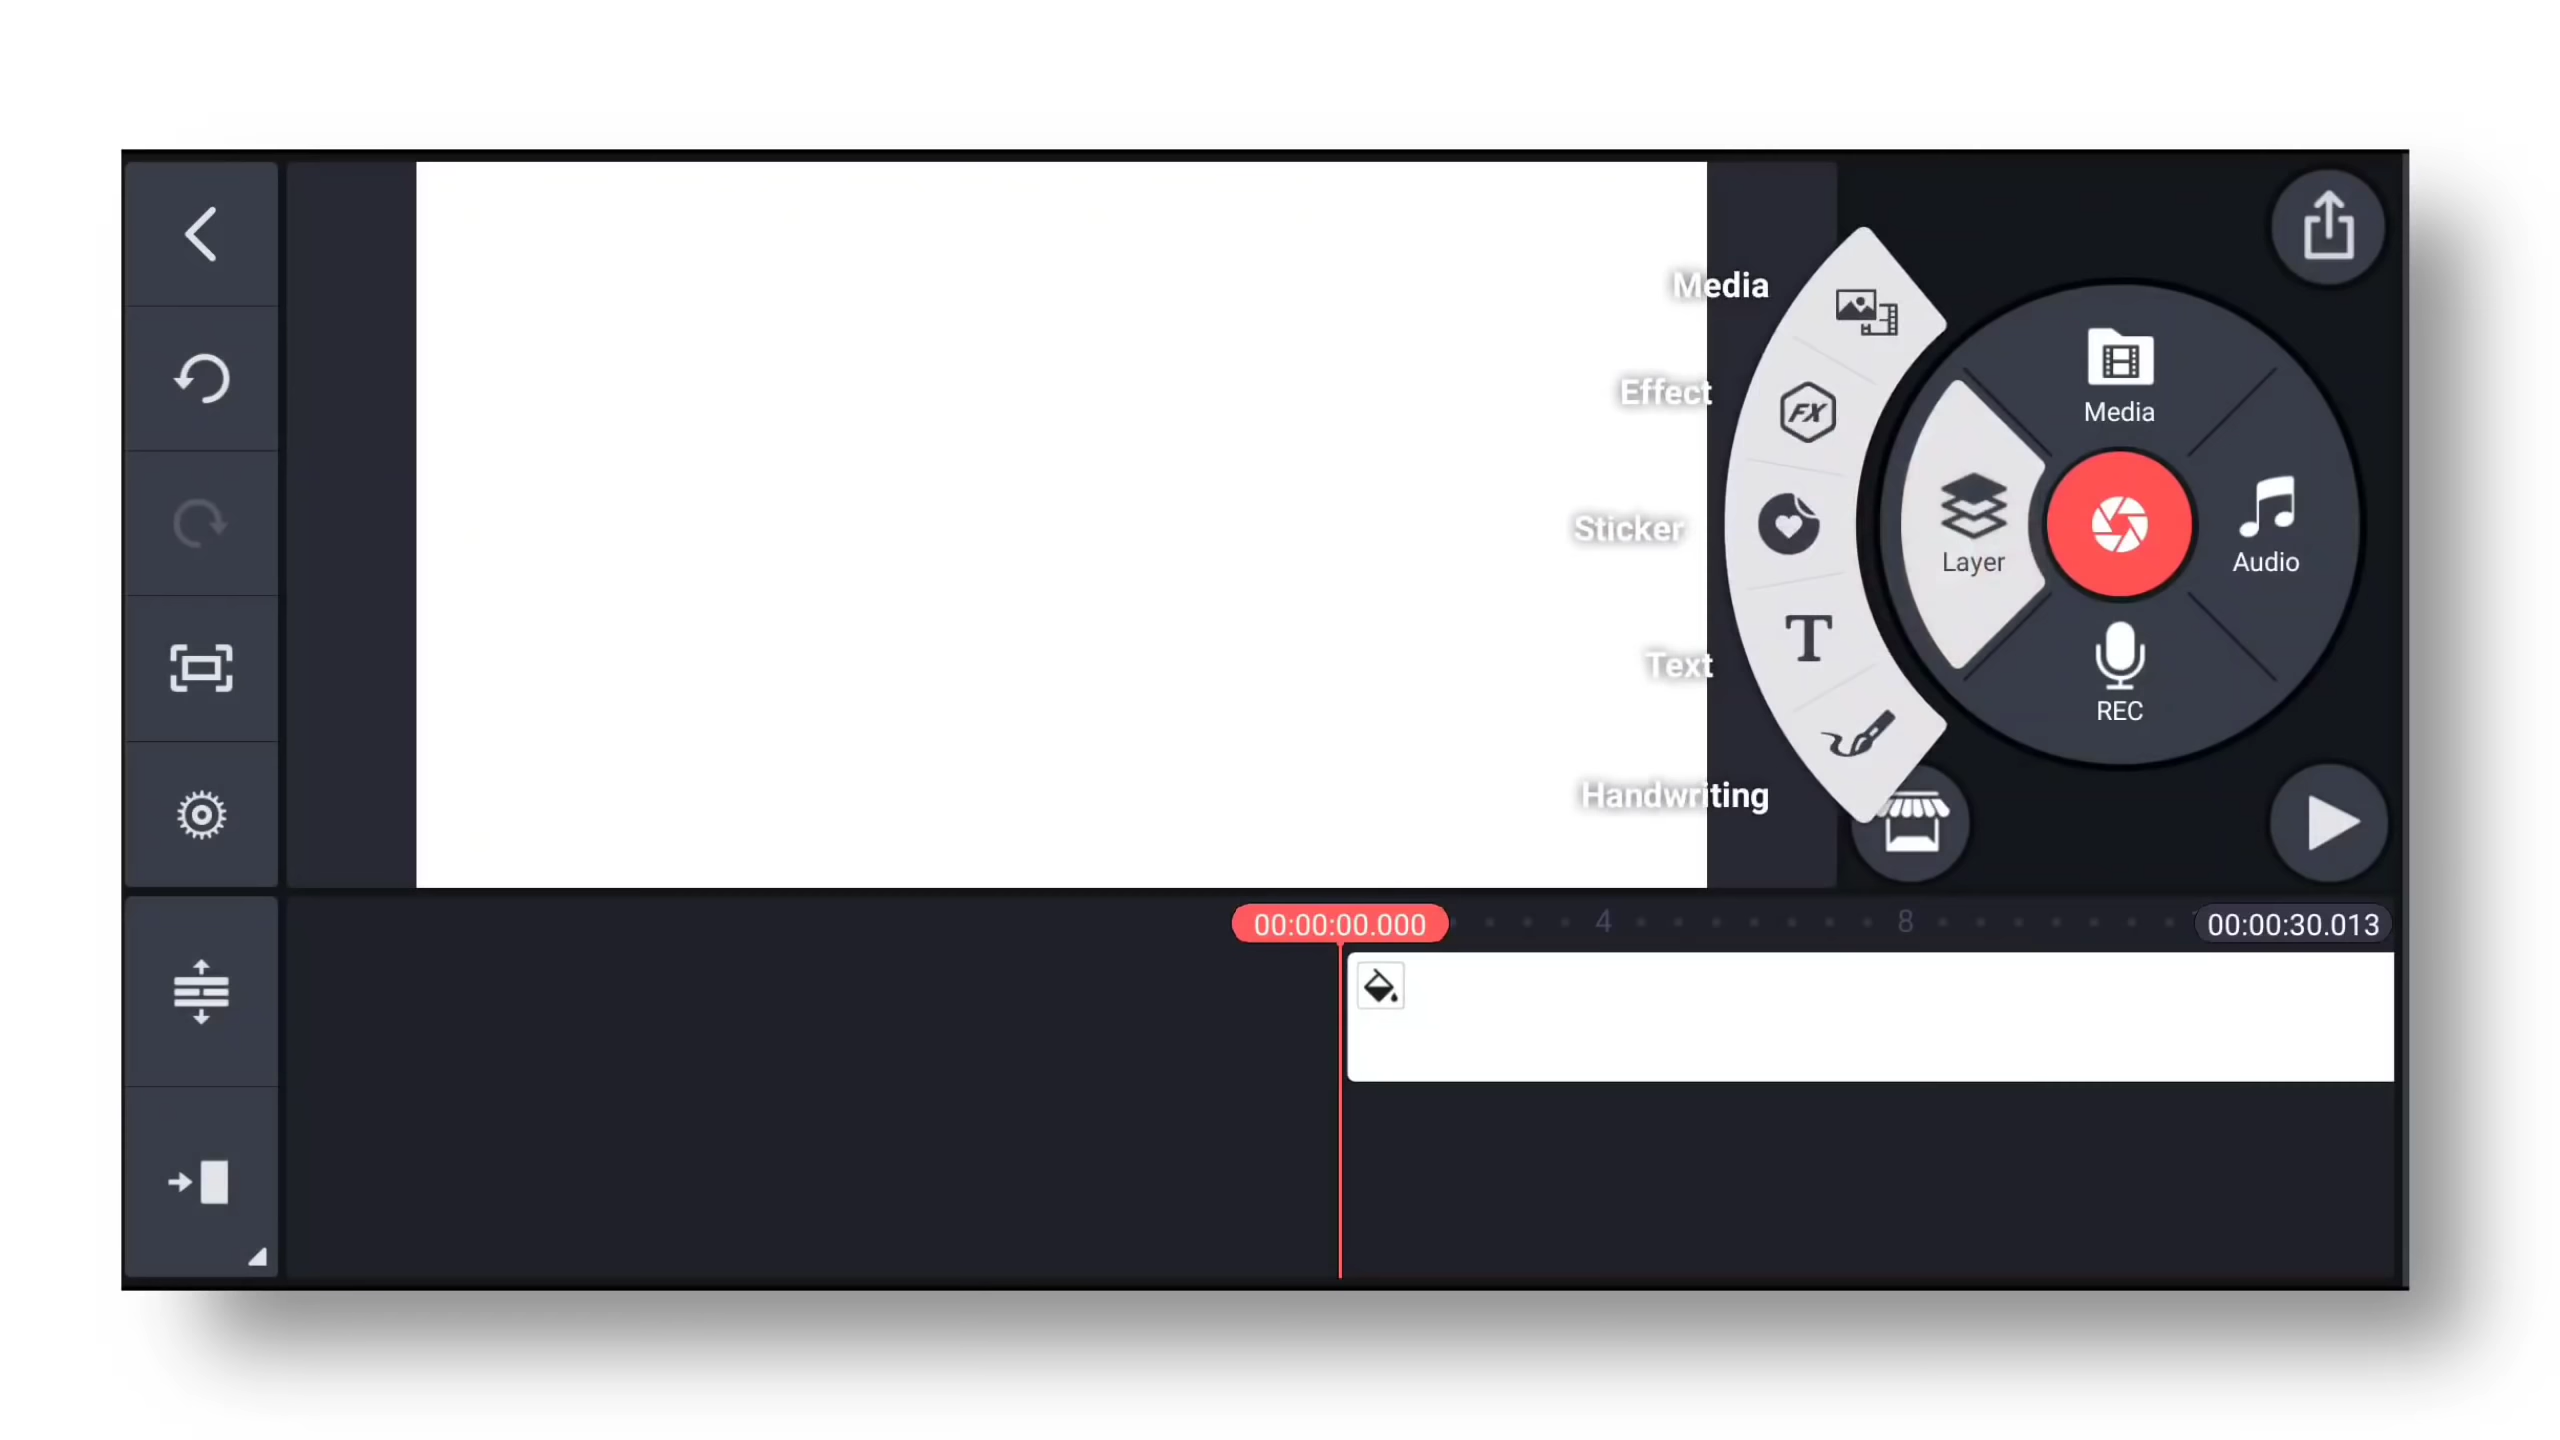 Media
Effect
Sticker
Text
Handwriting
Media
Layer
Audio
REC
FX
T
00:00:00.000
4
8
00:00:30.013